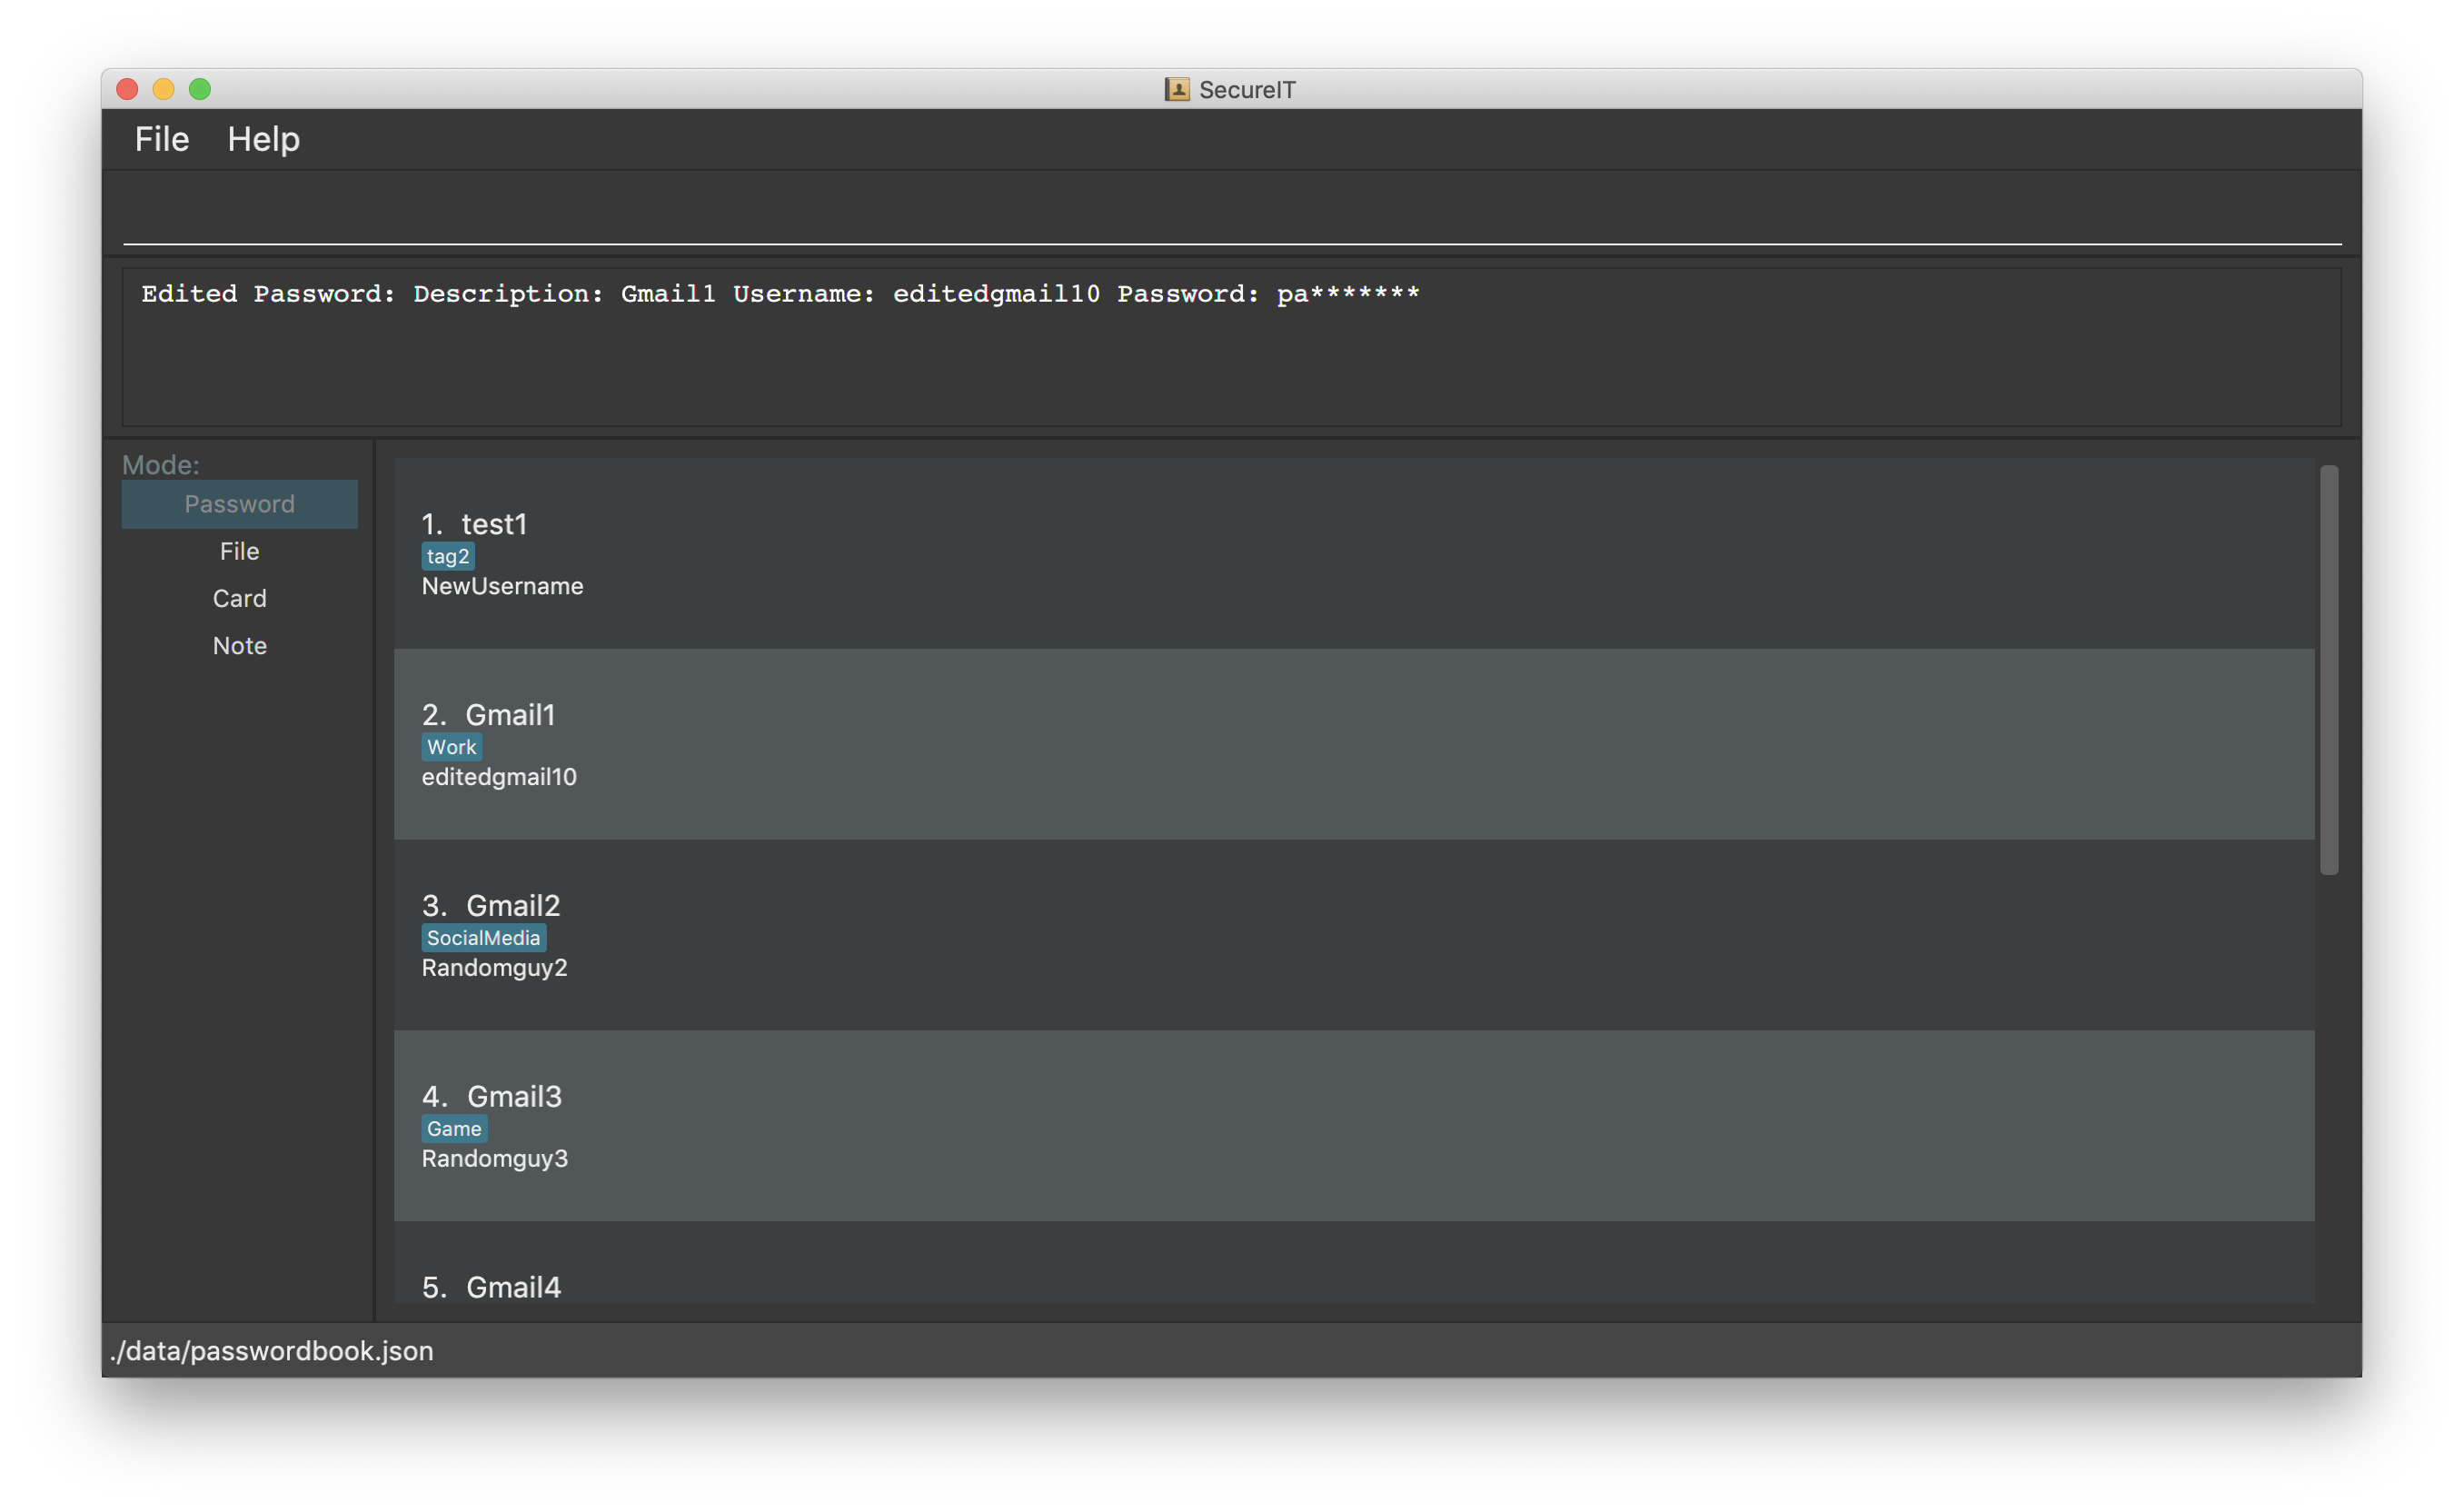 SecureIT
File Help
Edited Password: Description: Gmail1 Username: editedgmail10 Password: pa*******
Mode:
Password
File
Card
Note
1. test1
tag2
NewUsername
2. Gmail1
Work
editedgmail10
3. Gmail2
SocialMedia
Randomguy2
4. Gmail3
Game
Randomguy3
5. Gmail4
./data/passwordbook.json